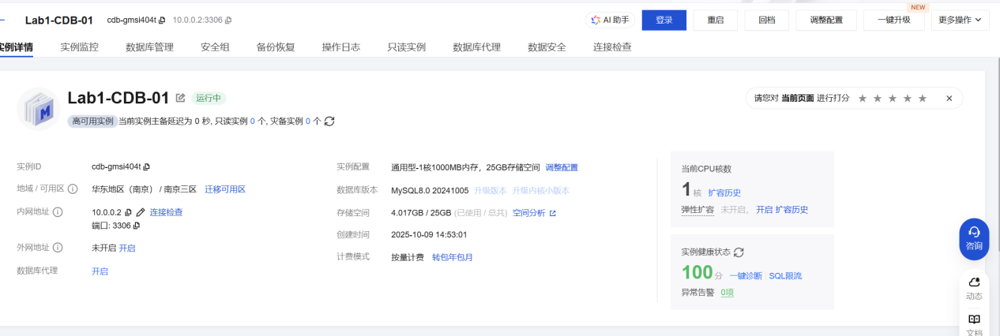 Lab1-CDB-01 cdb-gmsi404t 10.0.0.2:3306 AI 助手 登录 重启 回档 调整配置 一键升级 NEW 更多操作
实例详情 实例监控 数据库管理 安全组 备份恢复 操作日志 只读实例 数据库代理 数据安全 连接检查
Lab1-CDB-01 运行中
请您对 当前页面 进行打分
高可用实例 当前实例主备延迟为 0 秒, 只读实例 0 个, 灾备实例 0 个
实例ID cdb-gmsi404t
地域 / 可用区 华东地区（南京） / 南京三区 迁移可用区
内网地址 10.0.0.2 连接检查
端口: 3306
外网地址 未开启 开启
数据库代理 开启
实例配置 通用型-1核1000MB内存，25GB存储空间 调整配置
数据库版本 MySQL8.0 20241005 升级版本 升级内核小版本
存储空间 4.017GB / 25GB (已使用 / 总共) 空间分析
创建时间 2025-10-09 14:53:01
计费模式 按量计费 转包年包月
当前CPU核数
1 核 扩容历史
弹性扩容 未开启， 开启 扩容历史
实例健康状态
100 分 一键诊断 SQL限流
异常告警 0项
咨询
动态
文档